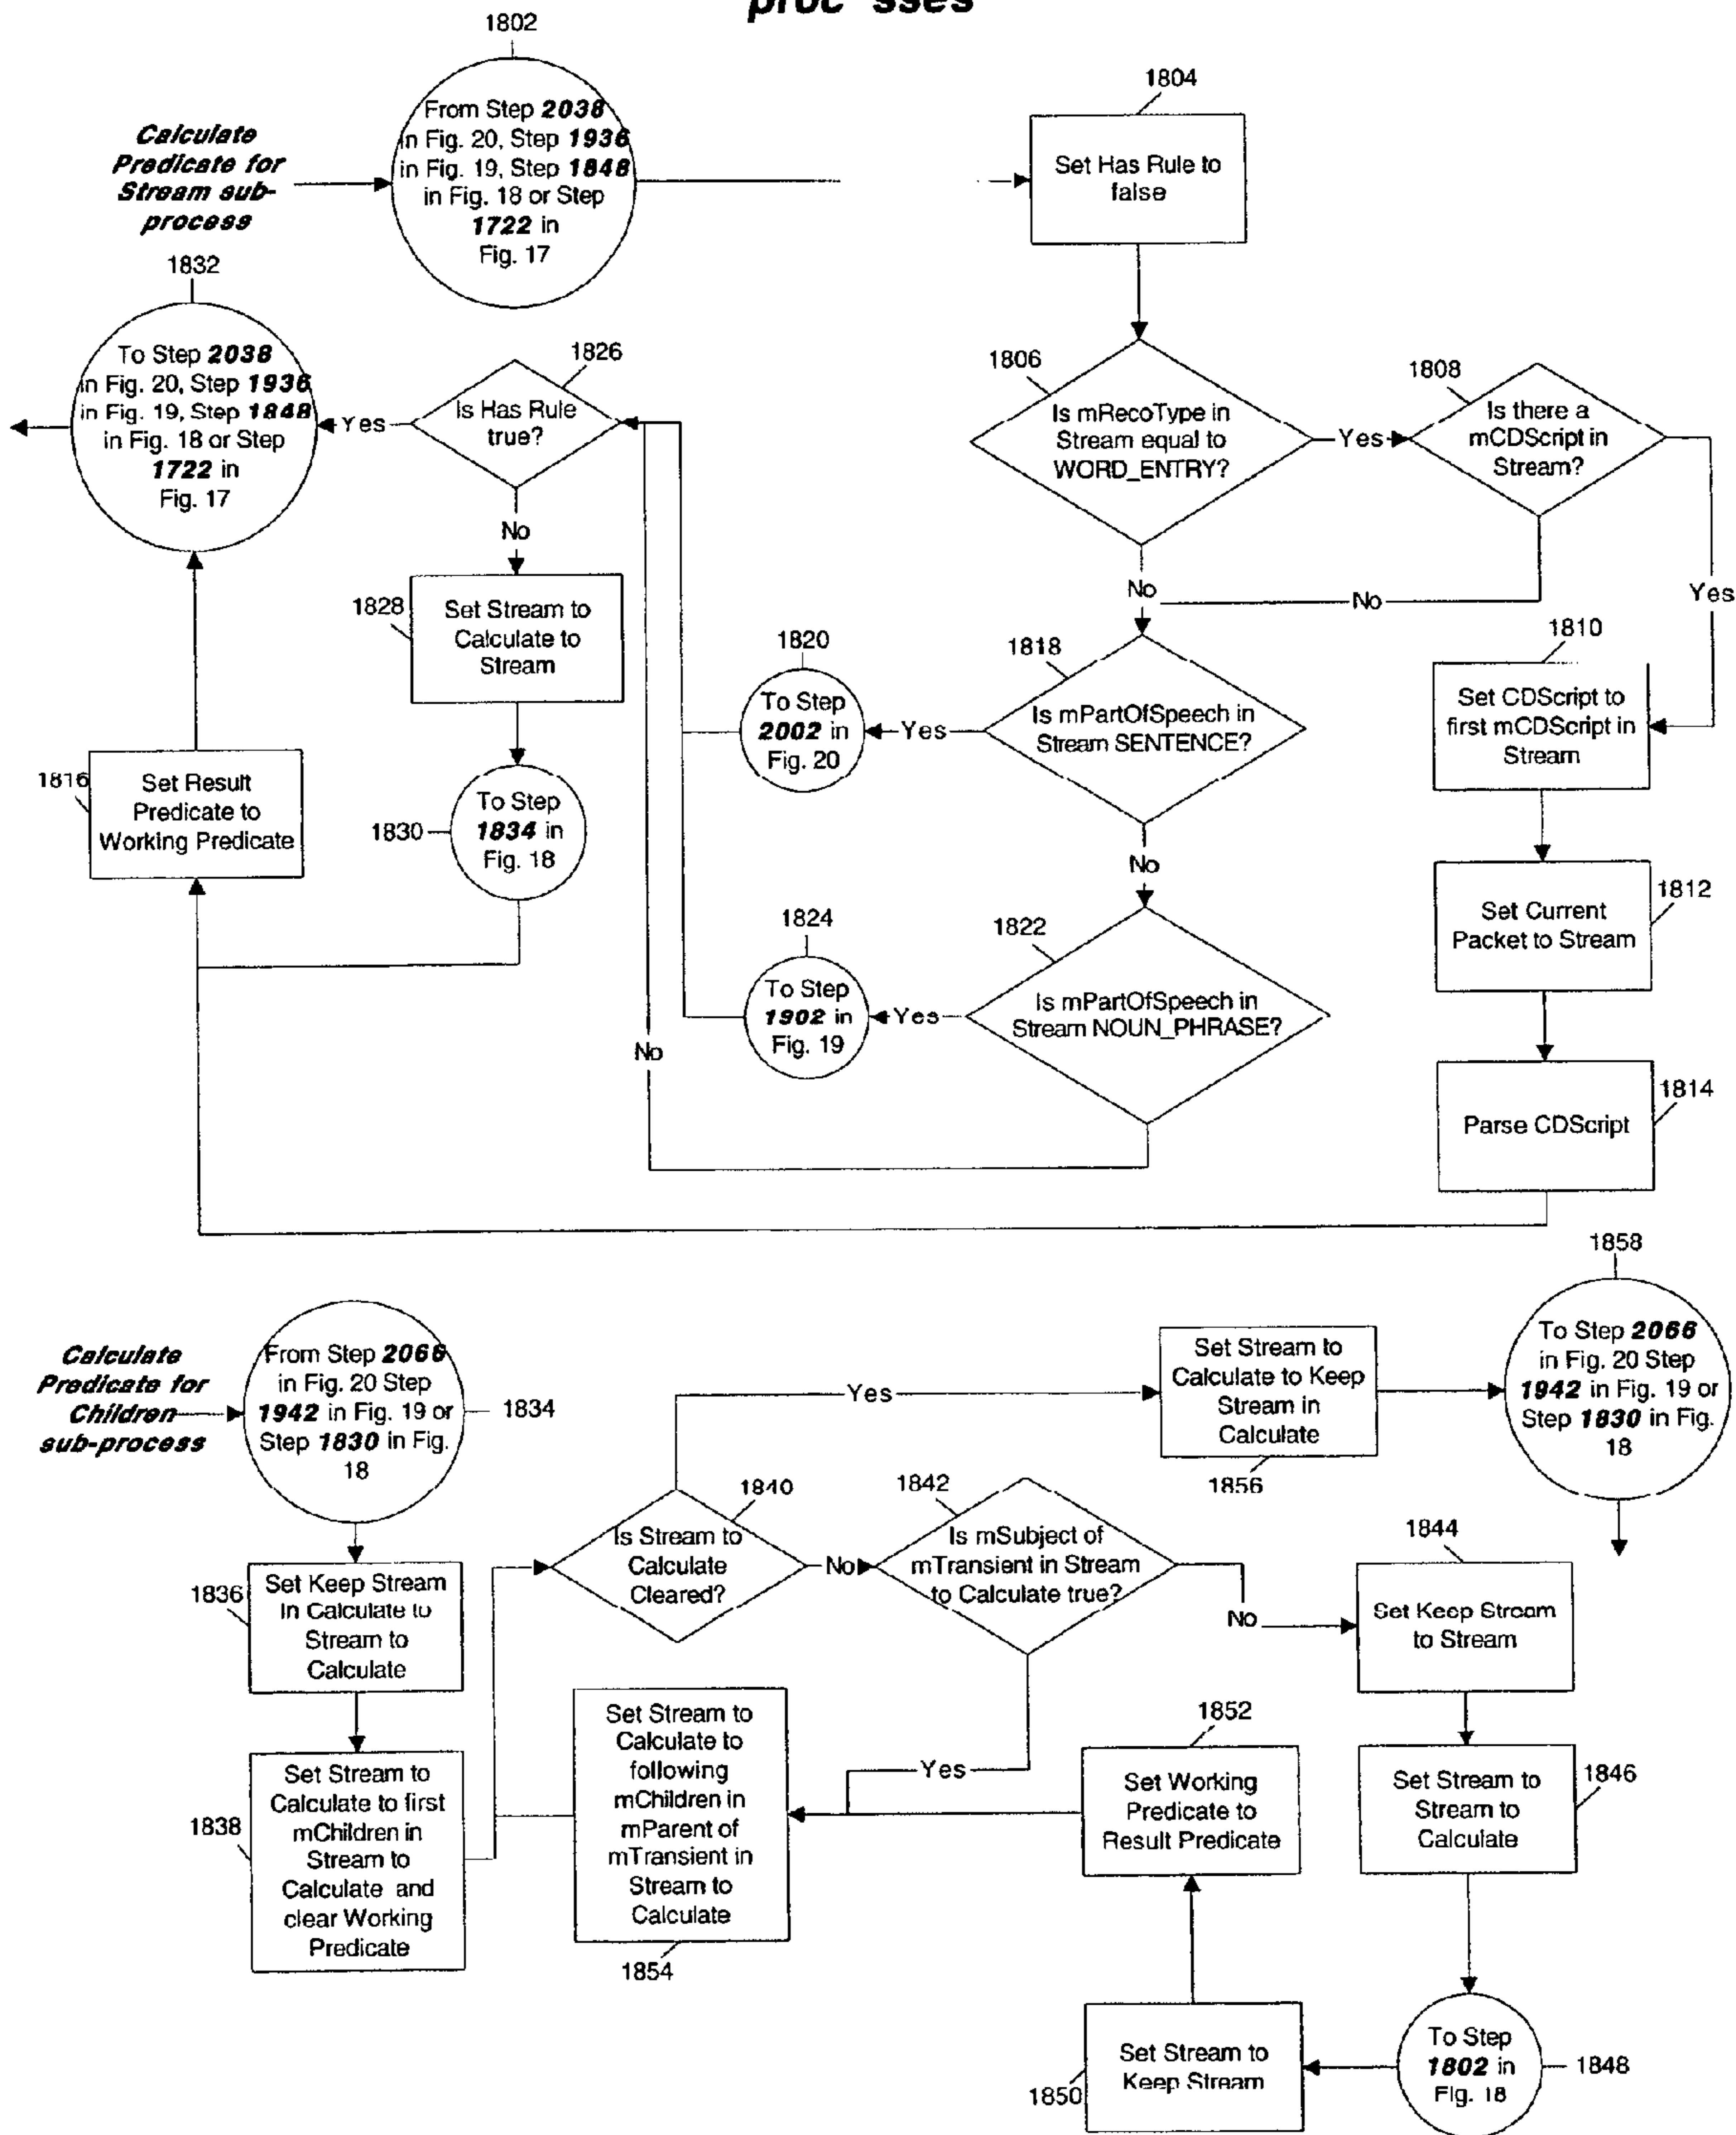 proc sses
1802
1804
Calculate
Predicate for
Stream sub-
process
From Step 2038
in Fig. 20, Step 1936
in Fig. 19, Step 1848
in Fig. 18 or Step
1722 in
Fig. 17
Set Has Rule to
false
1832
To Step 2038
in Fig. 20, Step 1936
in Fig. 19, Step 1848
in Fig. 18 or Step
1722 in
Fig. 17
Yes
1826
Is Has Rule
true?
No
1806
Is mRecoType in
Stream equal to
WORD_ENTRY?
Yes
1808
Is there a
mCDScript in
Stream?
No
No
Yes
1828
Set Stream to
Calculate to
Stream
1820
To Step
2002 in
Fig. 20
Yes
1818
Is mPartOfSpeech in
Stream SENTENCE?
1810
Set CDScript to
first mCDScript in
Stream
1816
Set Result
Predicate to
Working Predicate
1830
To Step
1834 in
Fig. 18
No
1812
Set Current
Packet to Stream
1824
To Step
1902 in
Fig. 19
Yes
1822
Is mPartOfSpeech in
Stream NOUN_PHRASE?
No
1814
Parse CDScript
1858
Calculate
Predicate for
Children
sub-process
From Step 2066
in Fig. 20 Step
1942 in Fig. 19 or
Step 1830 in Fig.
18
1834
Yes
Set Stream to
Calculate to Keep
Stream in
Calculate
1856
To Step 2066
in Fig. 20 Step
1942 in Fig. 19 or
Step 1830 in Fig.
18
1836
Set Keep Stream
In Calculate to
Stream to
Calculate
1840
Is Stream to
Calculate
Cleared?
No
1842
Is mSubject of
mTransient in Stream
to Calculate true?
No
1844
Set Keep Stream
to Stream
1838
Set Stream to
Calculate to first
mChildren in
Stream to
Calculate and
clear Working
Predicate
Set Stream to
Calculate to
following
mChildren in
mParent of
mTransient in
Stream to
Calculate
1854
Yes
1852
Set Working
Predicate to
Result Predicate
1846
Set Stream to
Stream to
Calculate
1850
Set Stream to
Keep Stream
To Step
1802 in
Fig. 18
1848